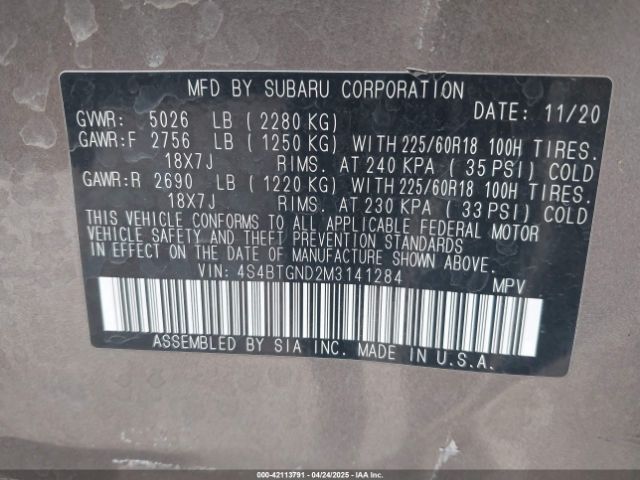 MFD BY SUBARU CORPORATION
DATE: 11/20
GVWR: 5026 LB (2280 KG)
GAWR:F 2756 LB (1250 KG) WITH 225/60R18 100H TIRES.
18X7J RIMS. AT 240 KPA (35 PSI) COLD
GAWR:R 2690 LB (1220 KG) WITH 225/60R18 100H TIRES.
18X7J RIMS. AT 230 KPA (33 PSI) COLD
THIS VEHICLE CONFORMS TO ALL APPLICABLE FEDERAL MOTOR
VEHICLE SAFETY AND THEFT PREVENTION STANDARDS
IN EFFECT ON THE DATE OF MANUFACTURE SHOWN ABOVE.
VIN: 4S4BTGND2M3141284
MPV
ASSEMBLED BY SIA INC. MADE IN U.S.A.
000-42113791 - 04/24/2025 - IAAI.COM